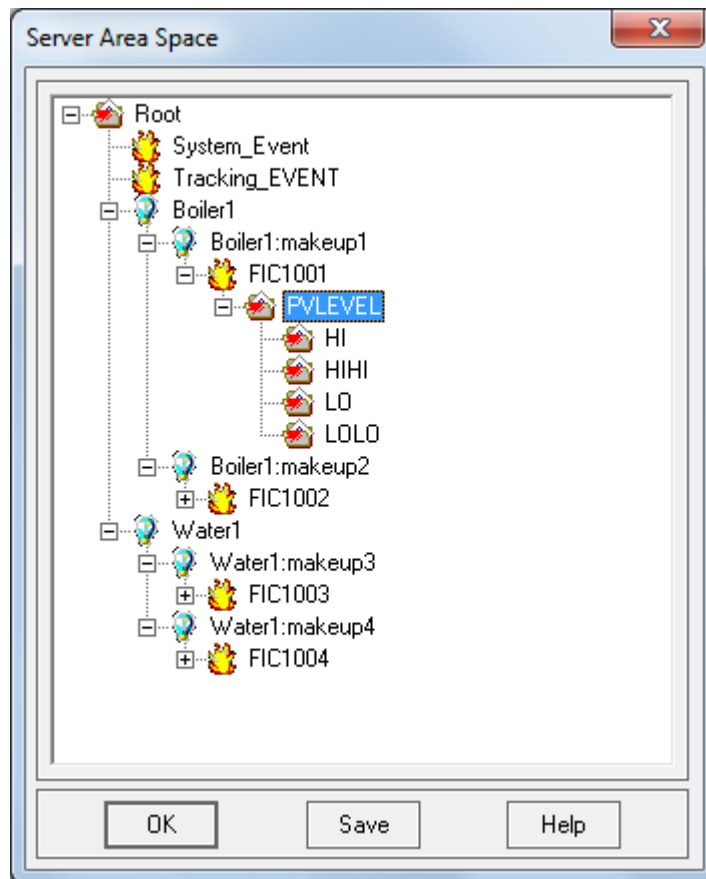 Server Area Space
Root
System_Event
Tracking_EVENT
Boiler1
Boiler1:makeup1
FIC1001
PVLEVEL
HI
HIHI
LO
LOLO
Boiler1:makeup2
FIC1002
Water1
Water1:makeup3
FIC1003
Water1:makeup4
FIC1004
OK Save Help